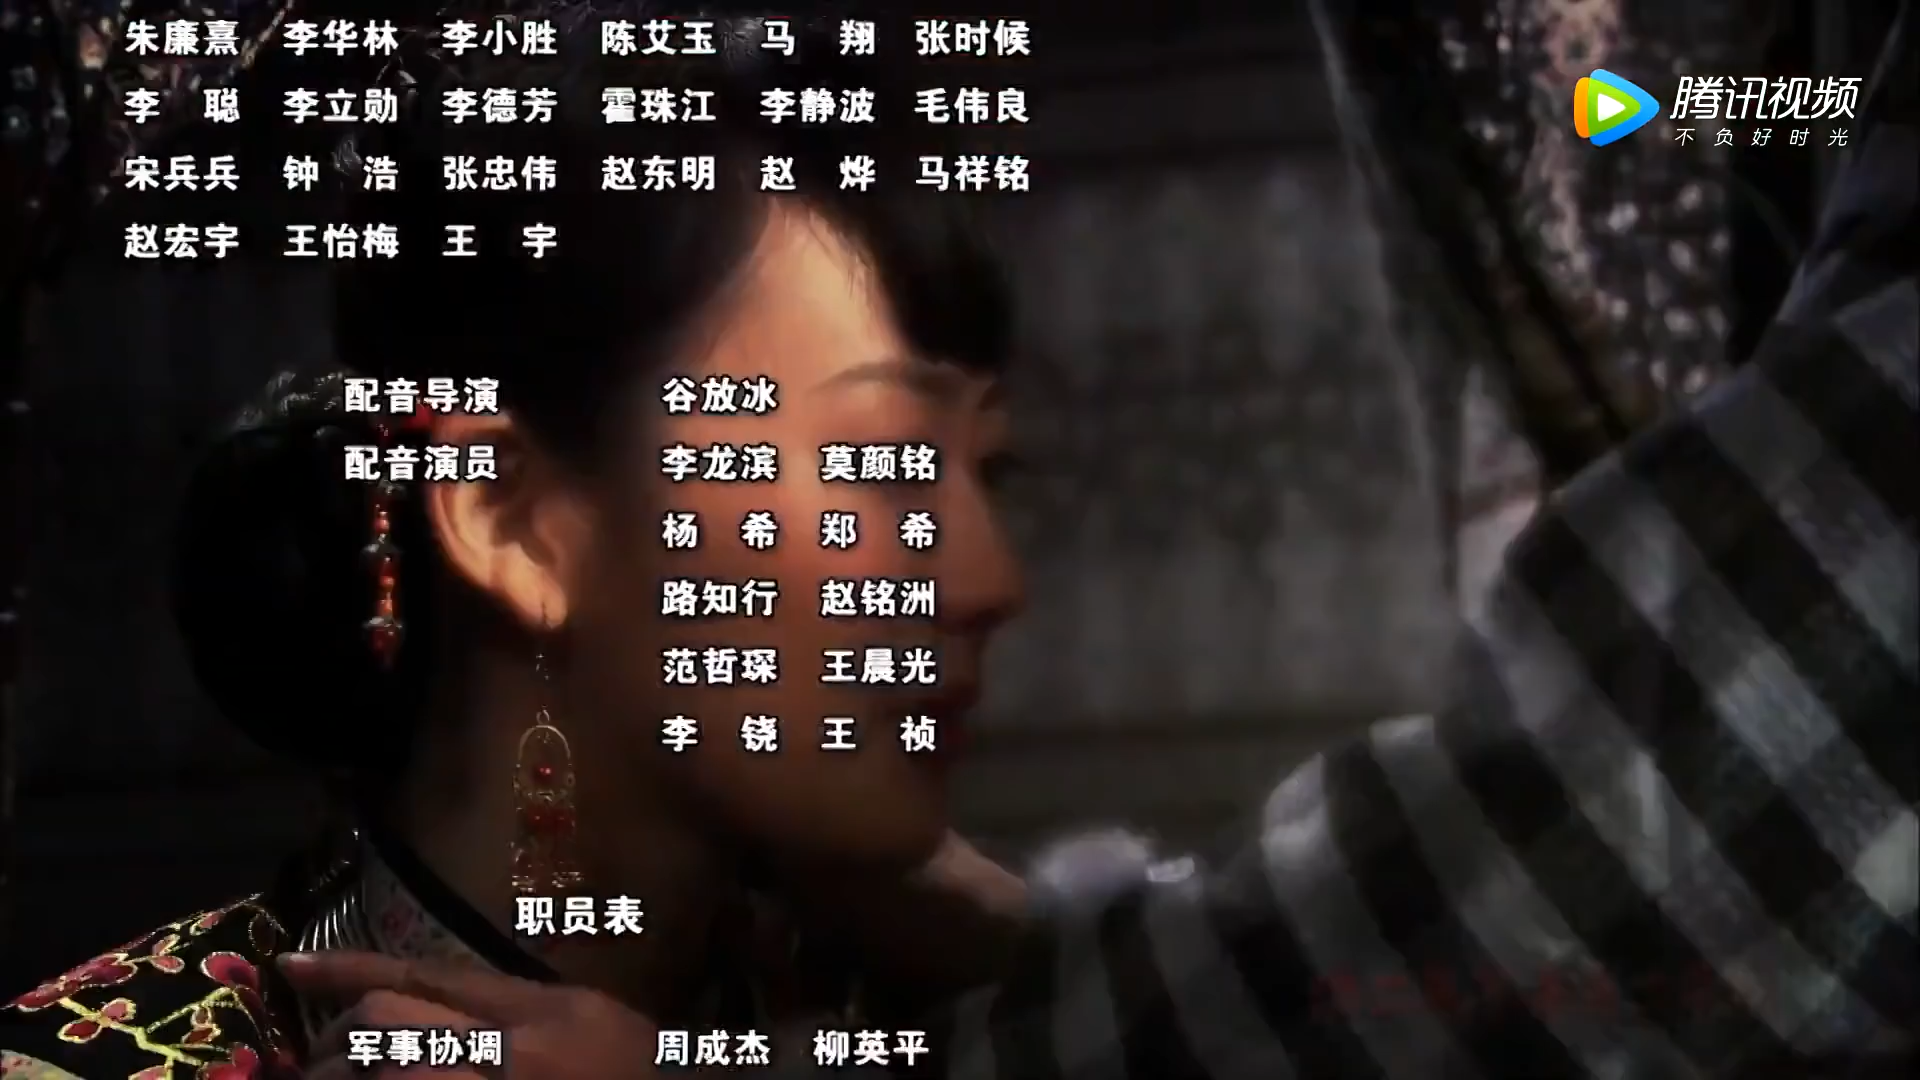 朱廉熹 李华林 李小胜 陈艾玉 马 翔 张时候
李 聪 李立勋 李德芳 霍珠江 李静波 毛伟良
宋兵兵 钟 浩 张忠伟 赵东明 赵 烨 马祥铭
赵宏宇 王怡梅 王 宇
腾讯视频
不负好时光
配音导演 谷放冰
配音演员 李龙滨 莫颜铭
杨 希 郑 希
路知行 赵铭洲
范哲琛 王晨光
李 铙 王 祯
职员表
军事协调 周成杰 柳英平